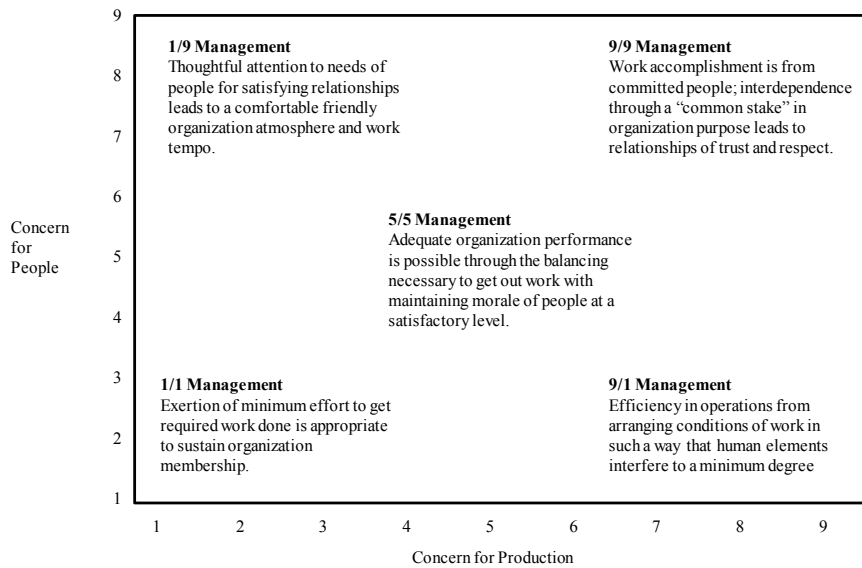 9
8
7
6
5
4
3
2
1
Concern
for
People
1/9 Management
Thoughtful attention to needs of
people for satisfying relationships
leads to a comfortable friendly
organization atmosphere and work
tempo.
9/9 Management
Work accomplishment is from
committed people; interdependence
through a “common stake” in
organization purpose leads to
relationships of trust and respect.
5/5 Management
Adequate organization performance
is possible through the balancing
necessary to get out work with
maintaining morale of people at a
satisfactory level.
1/1 Management
Exertion of minimum effort to get
required work done is appropriate
to sustain organization
membership.
9/1 Management
Efficiency in operations from
arranging conditions of work in
such a way that human elements
interfere to a minimum degree
1 2 3 4 5 6 7 8 9
Concern for Production